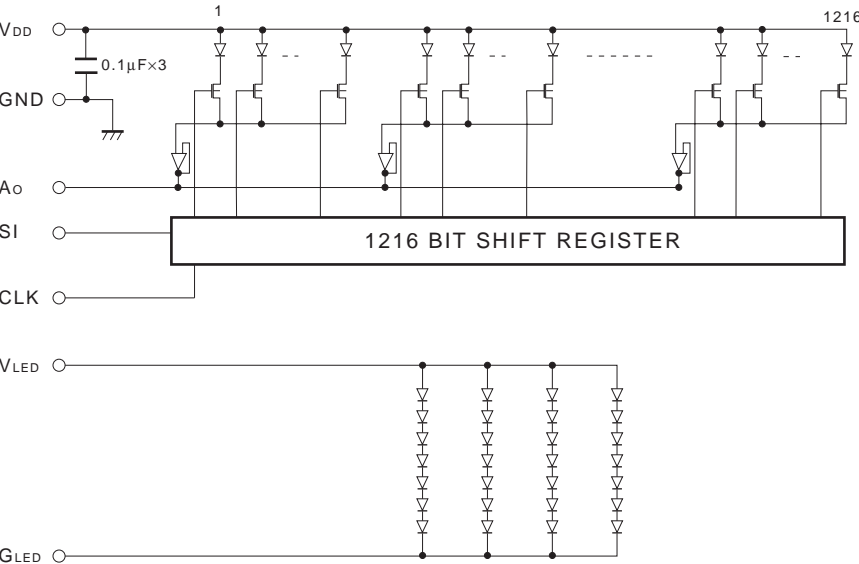 1
1216
VDD
0.1μF×3
GND
AO
SI
1216 BIT SHIFT REGISTER
CLK
VLED
GLED